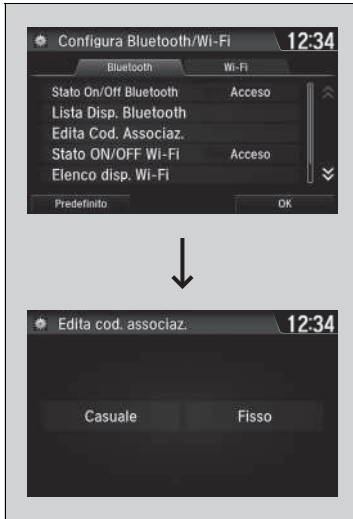 Configura Bluetooth/Wi-Fi 12:34
Bluetooth Wi-Fi
Stato On/Off Bluetooth Acceso
Lista Disp. Bluetooth
Edita Cod. Associaz.
Stato ON/OFF Wi-Fi Acceso
Elenco disp. Wi-Fi
Predefinito OK
Edita cod. associaz. 12:34
Casuale Fisso